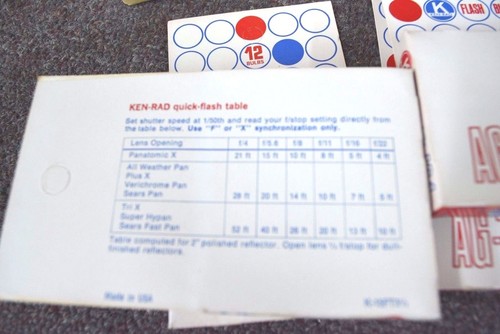 12
BULBS
K
FLASH
KEN-RAD quick-flash table
Set shutter speed at 1/50th and read your f/stop setting directly from
the table below. Use "F" or "X" synchronization only.
Lens Opening f/4 f/5.6 f/8 f/11 f/16 f/22
Panatomic X 21 ft 15 ft 10 ft 8 ft 5 ft 4 ft
All Weather Pan
Plus X
Verichrome Pan
Sears Pan 28 ft 20 ft 14 ft 10 ft 7 ft
Tri X
Super Hypan
Sears Fast Pan 52 ft 40 ft 26 ft 20 ft 13 ft 10 ft
Table computed for 2" polished reflector. Open lens ½ f/stop for dull-
finished reflectors.
Made in USA
AG
AG-